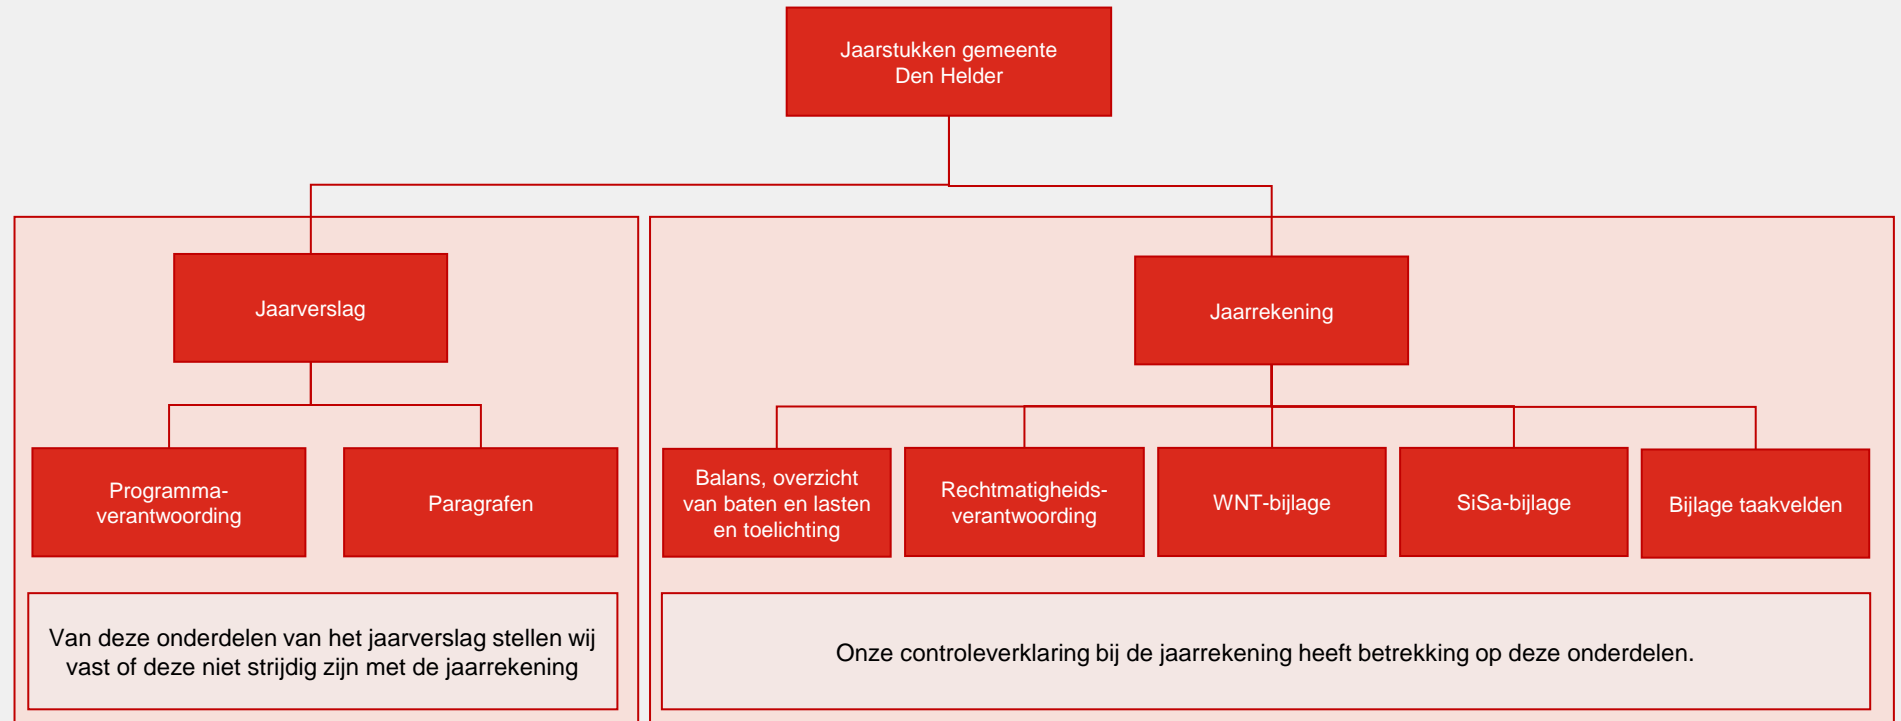 Jaarstukken gemeente
Den Helder
Jaarverslag
Jaarrekening
Programma-
verantwoording
Paragrafen
Balans, overzicht
van baten en lasten
en toelichting
Rechtmatigheids-
verantwoording
WNT-bijlage
SiSa-bijlage
Bijlage taakvelden
Van deze onderdelen van het jaarverslag stellen wij
vast of deze niet strijdig zijn met de jaarrekening
Onze controleverklaring bij de jaarrekening heeft betrekking op deze onderdelen.